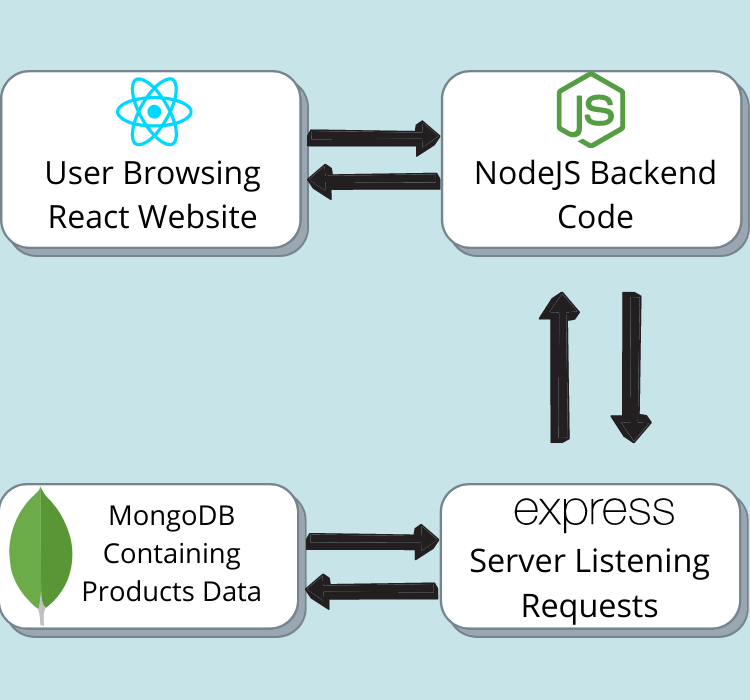 JS
User Browsing
React Website
NodeJS Backend
Code
MongoDB
Containing
Products Data
express
Server Listening
Requests